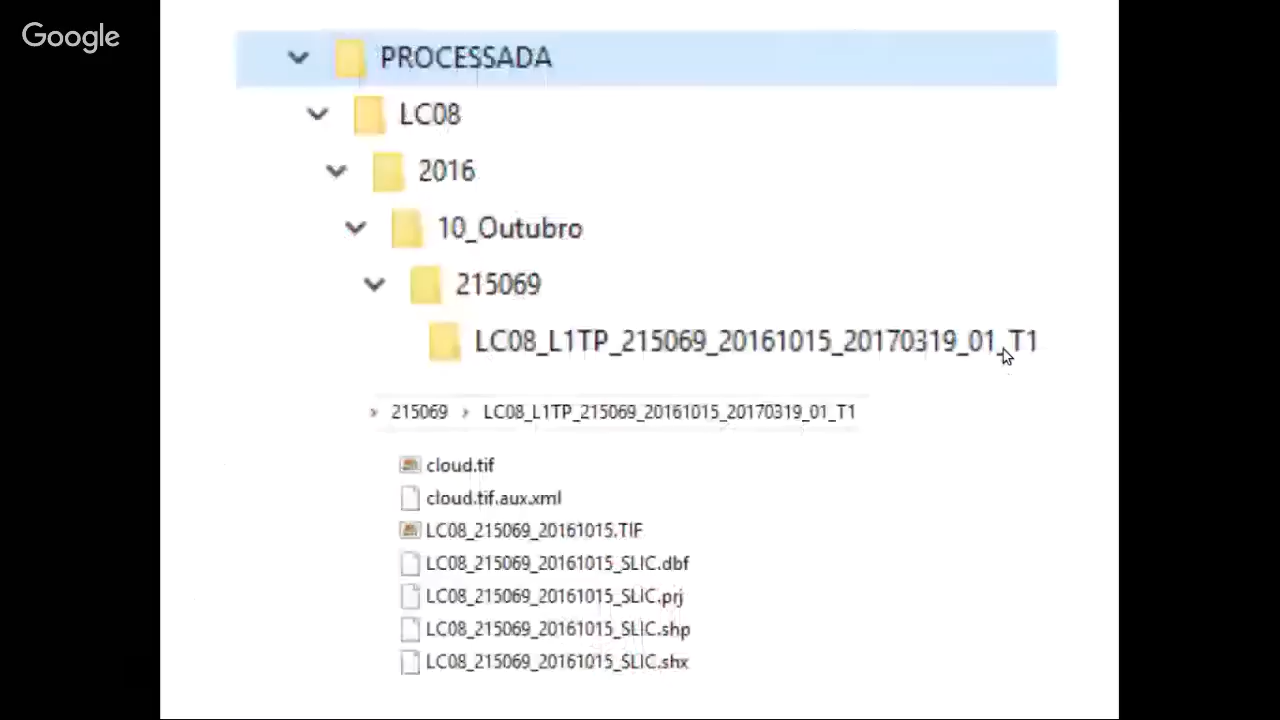 Google
PROCESSADA
LC08
2016
10_Outubro
215069
LC08_L1TP_215069_20161015_20170319_01_T1
215069 › LC08_L1TP_215069_20161015_20170319_01_T1
cloud.tif
cloud.tif.aux.xml
LC08_215069_20161015.TIF
LC08_215069_20161015_SLIC.dbf
LC08_215069_20161015_SLIC.prj
LC08_215069_20161015_SLIC.shp
LC08_215069_20161015_SLIC.shx